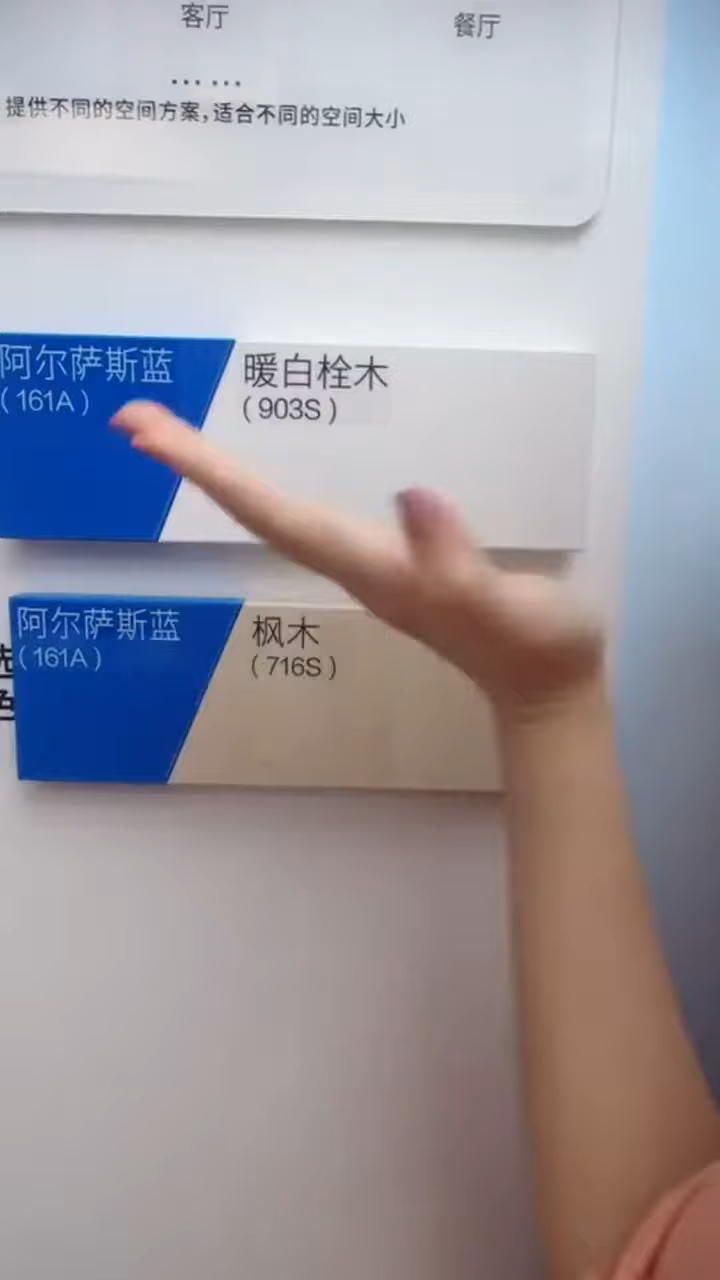 客厅
餐厅
……
提供不同的空间方案,适合不同的空间大小
阿尔萨斯蓝
(161A)
暖白栓木
(903S)
阿尔萨斯蓝
(161A)
枫木
(716S)
选
色